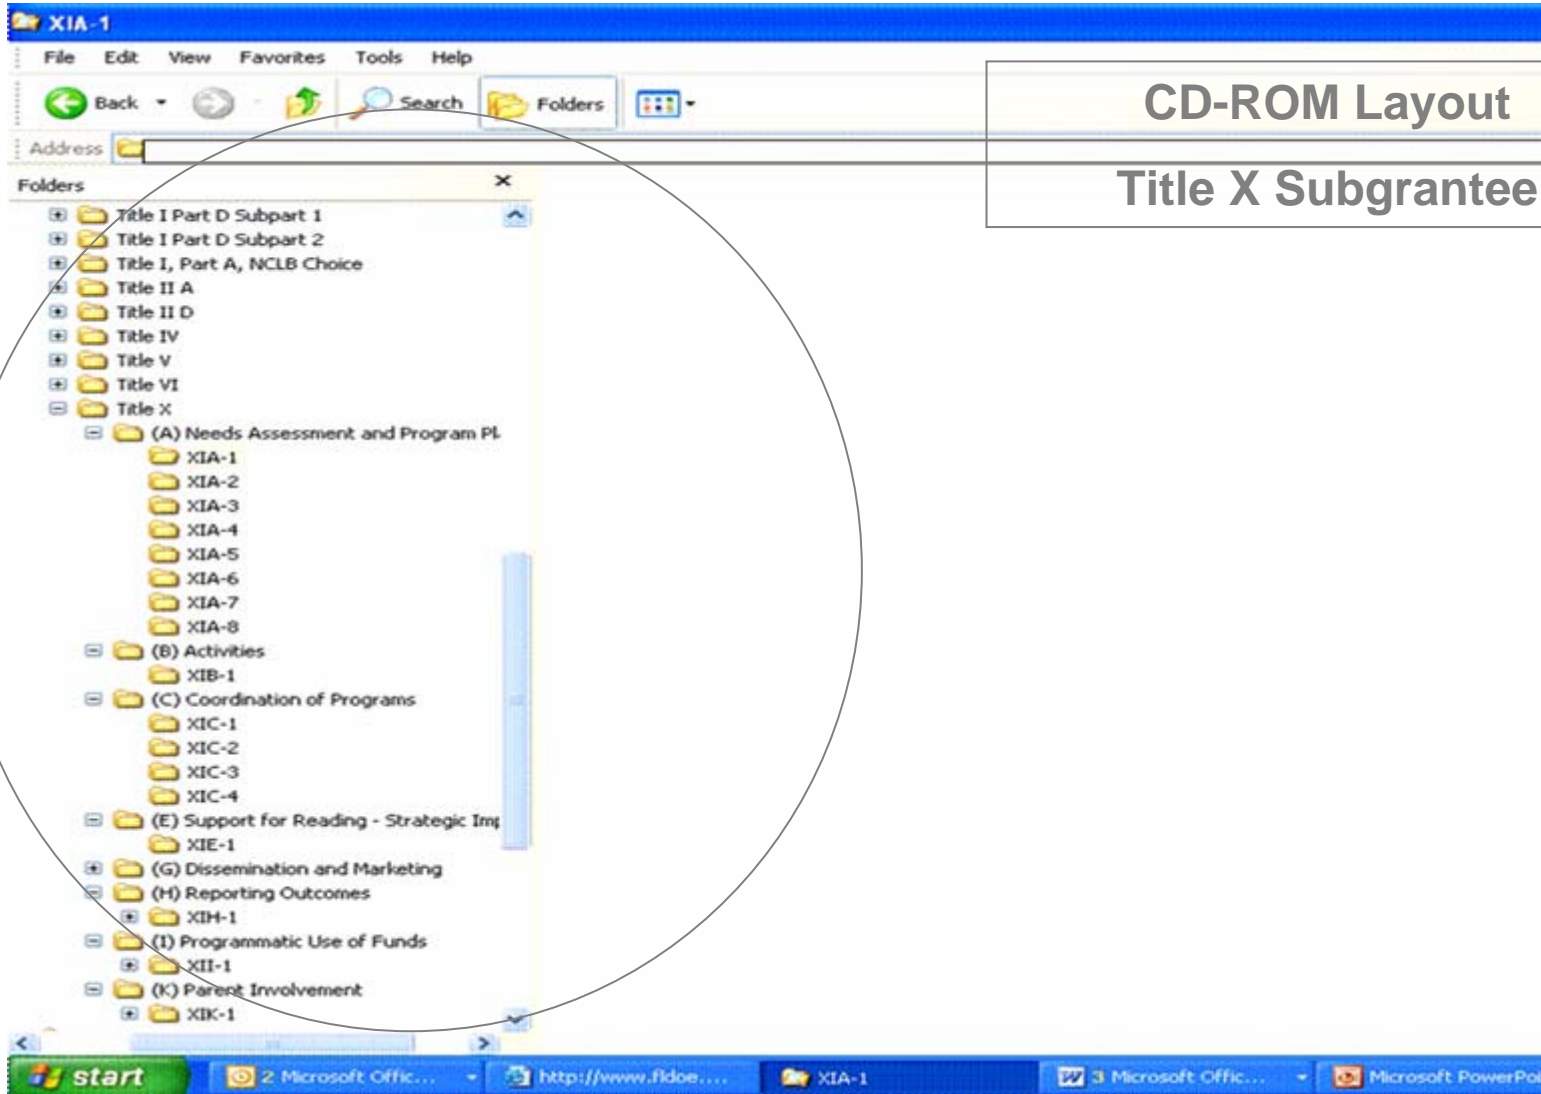 XIA-1
File Edit View Favorites Tools Help
Back Search Folders
CD-ROM Layout
Address
Title X Subgrantee
Folders
Title I Part D Subpart 1
Title I Part D Subpart 2
Title I, Part A, NCLB Choice
Title II A
Title II D
Title IV
Title V
Title VI
Title X
(A) Needs Assessment and Program Pl
XIA-1
XIA-2
XIA-3
XIA-4
XIA-5
XIA-6
XIA-7
XIA-8
(B) Activities
XIB-1
(C) Coordination of Programs
XIC-1
XIC-2
XIC-3
XIC-4
(E) Support for Reading - Strategic Imp
XIE-1
(G) Dissemination and Marketing
(H) Reporting Outcomes
XIH-1
(I) Programmatic Use of Funds
XII-1
(K) Parent Involvement
XIK-1
start 2 Microsoft Offic... http://www.fldoe.... XIA-1 3 Microsoft Offic... Microsoft PowerPoi